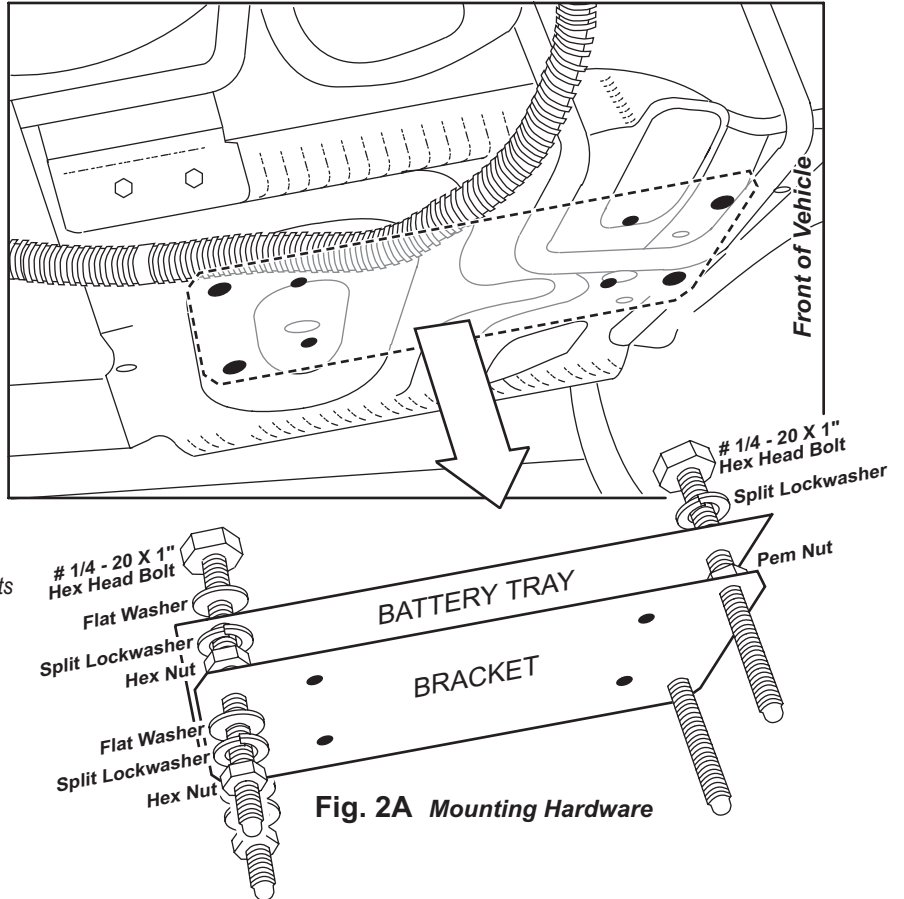 Front of Vehicle
# 1/4 - 20 X 1"
Hex Head Bolt
Split Lockwasher
Pem Nut
ts
# 1/4 - 20 X 1"
Hex Head Bolt
Flat Washer
Split Lockwasher
Hex Nut
BATTERY TRAY
BRACKET
Flat Washer
Split Lockwasher
Hex Nut
Fig. 2A Mounting Hardware